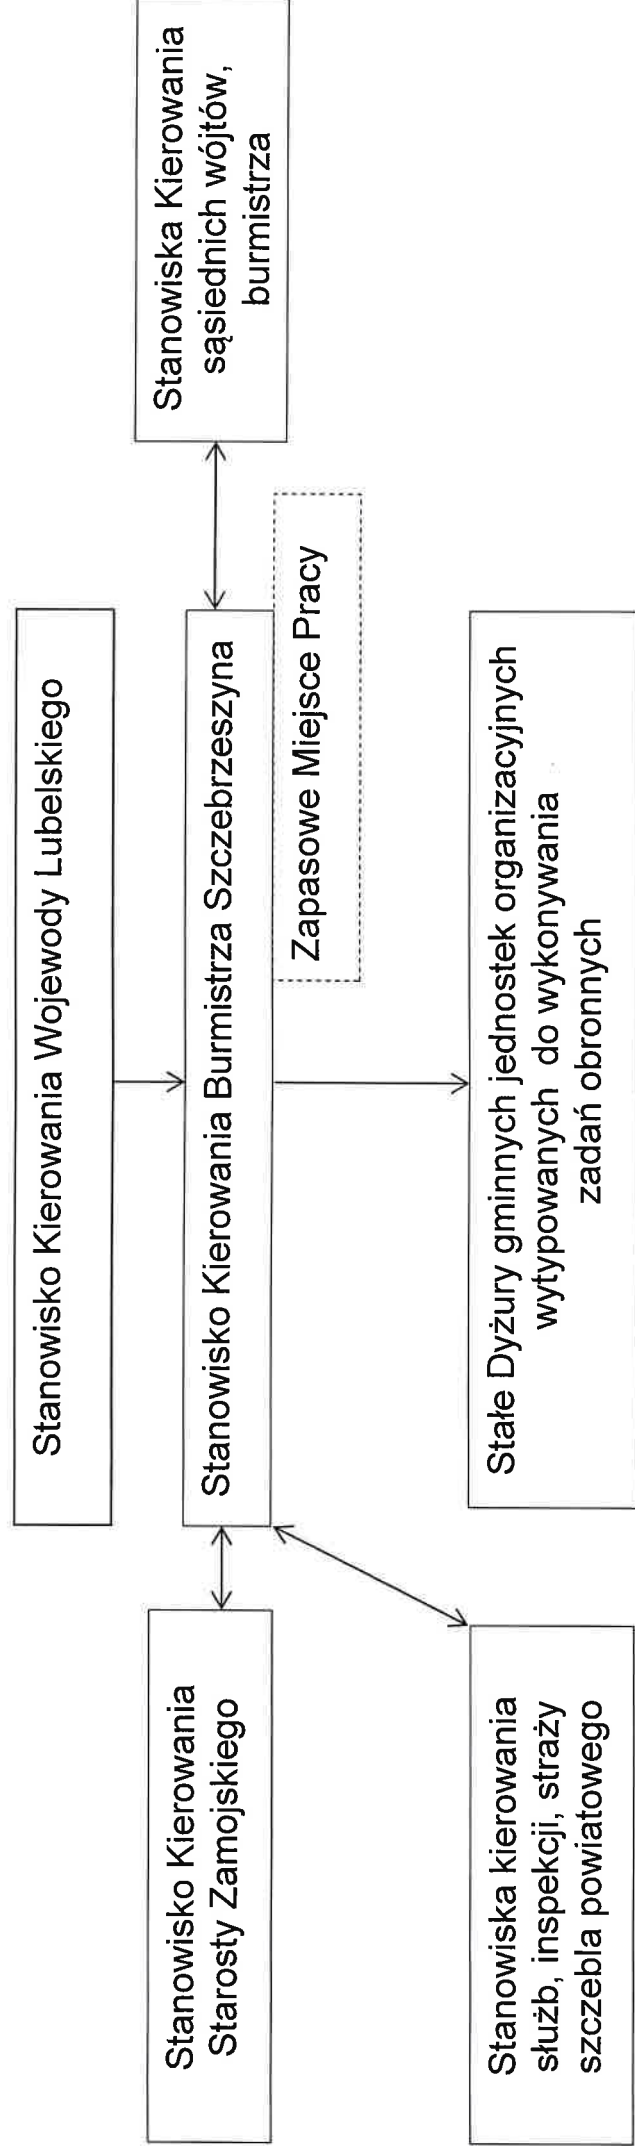 Stanowisko Kierowania Wojewody Lubelskiego
Stanowisko Kierowania
Starosty Zamojskiego
Stanowisko Kierowania Burmistrza Szczebrzeszyna
Stanowiska Kierowania
sąsiednich wójtów,
burmistrza
Zapasowe Miejsce Pracy
Stanowiska kierowania
służb, inspekcji, straży
szczebla powiatowego
Stałe Dyżury gminnych jednostek organizacyjnych
wytypowanych do wykonywania
zadań obronnych